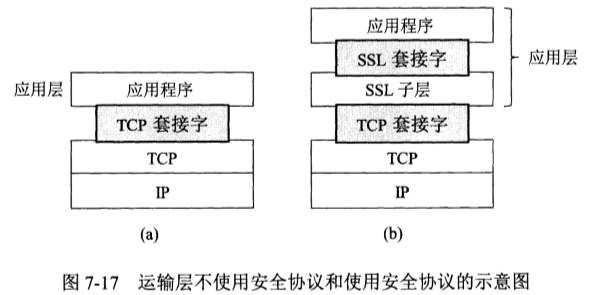 应用层
应用程序
TCP 套接字
TCP
IP
(a)
应用程序
SSL 套接字
SSL 子层
TCP 套接字
TCP
IP
应用层
(b)
图 7-17 运输层不使用安全协议和使用安全协议的示意图